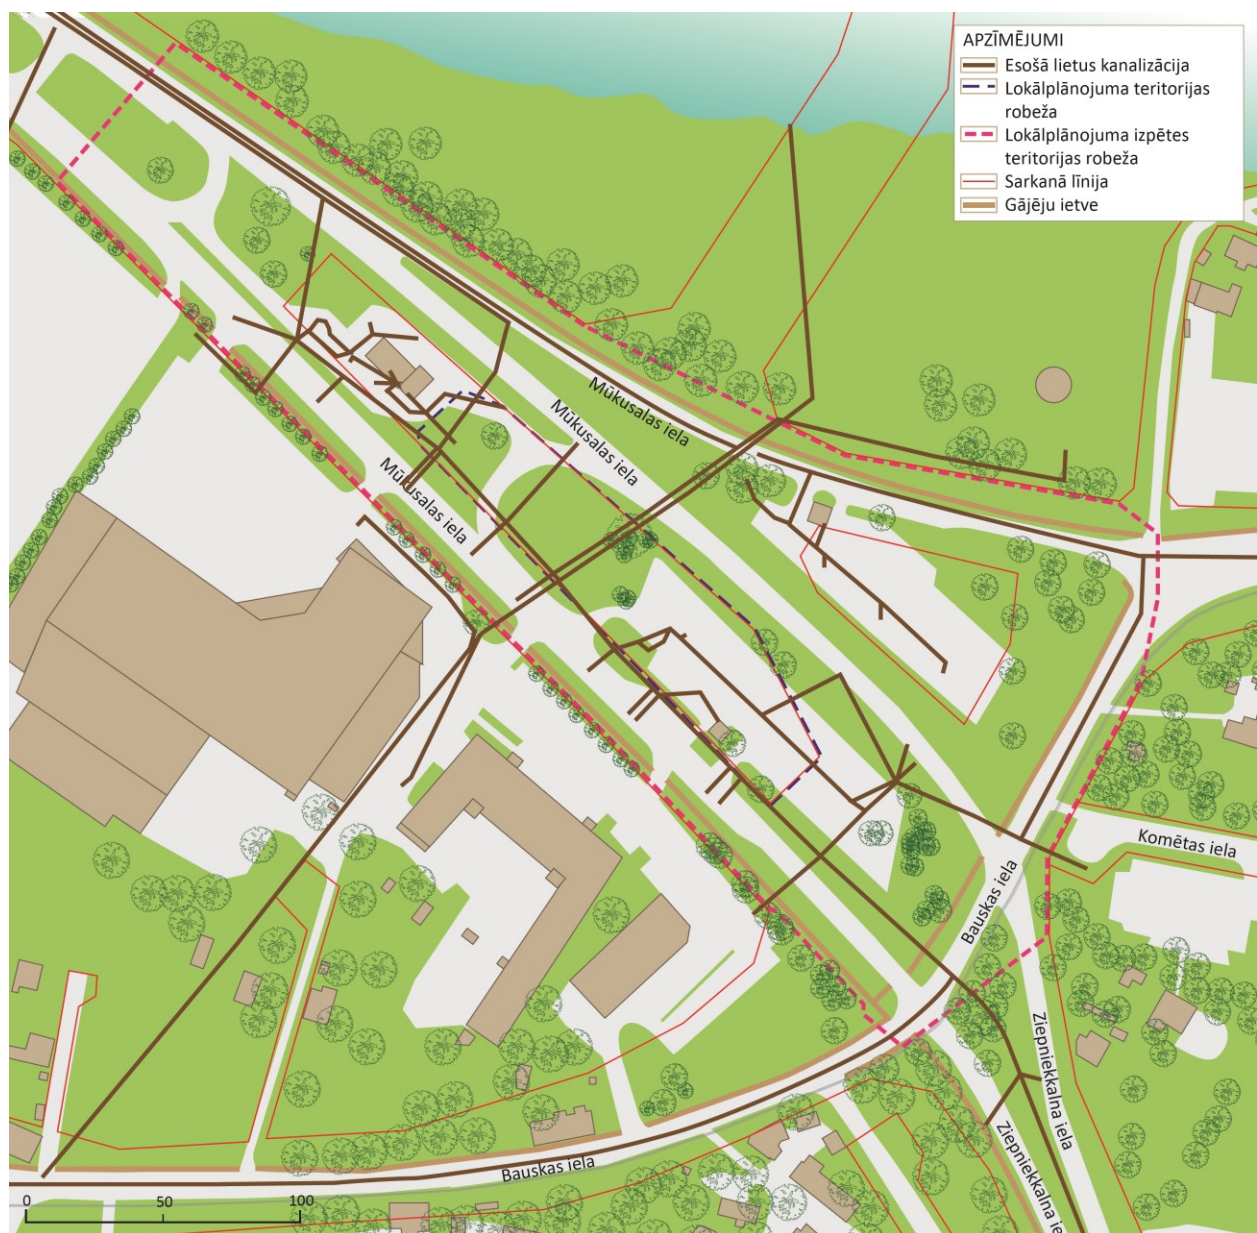 APZĪMĒJUMI
Esošā lietus kanalizācija
Lokālplānojuma teritorijas
robeža
Lokālplānojuma izpētes
teritorijas robeža
Sarkanā līnija
Gājēju ietve
Mūkusalas iela
Mūkusalas iela
Mūkusalas iela
Komētas iela
Bauskas iela
Ziepniekkalna iela
Ziepniekkalna ie
Bauskas iela
0 50 100